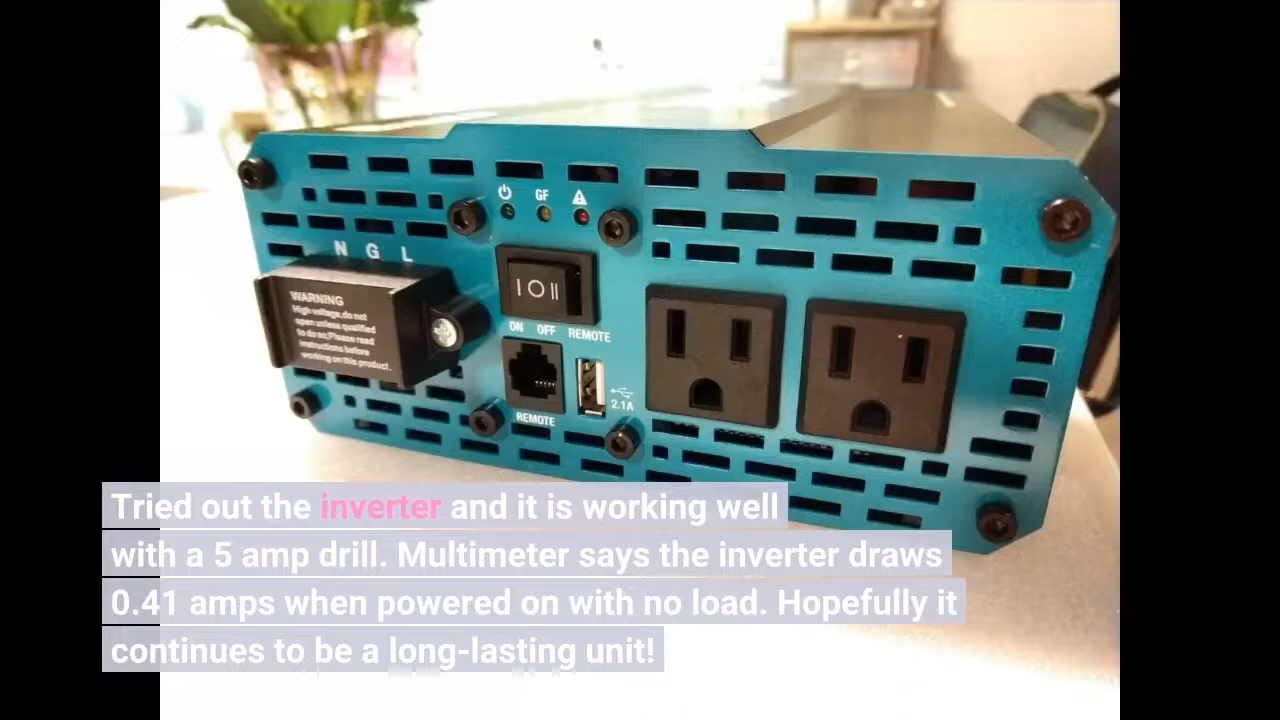 GF
N G L
WARNING
High voltage,do not
open unless qualified
to do so;Please read
instructions before
working on this product.
ON OFF REMOTE
2.1A
REMOTE
Tried out the inverter and it is working well
with a 5 amp drill. Multimeter says the inverter draws
0.41 amps when powered on with no load. Hopefully it
continues to be a long-lasting unit!